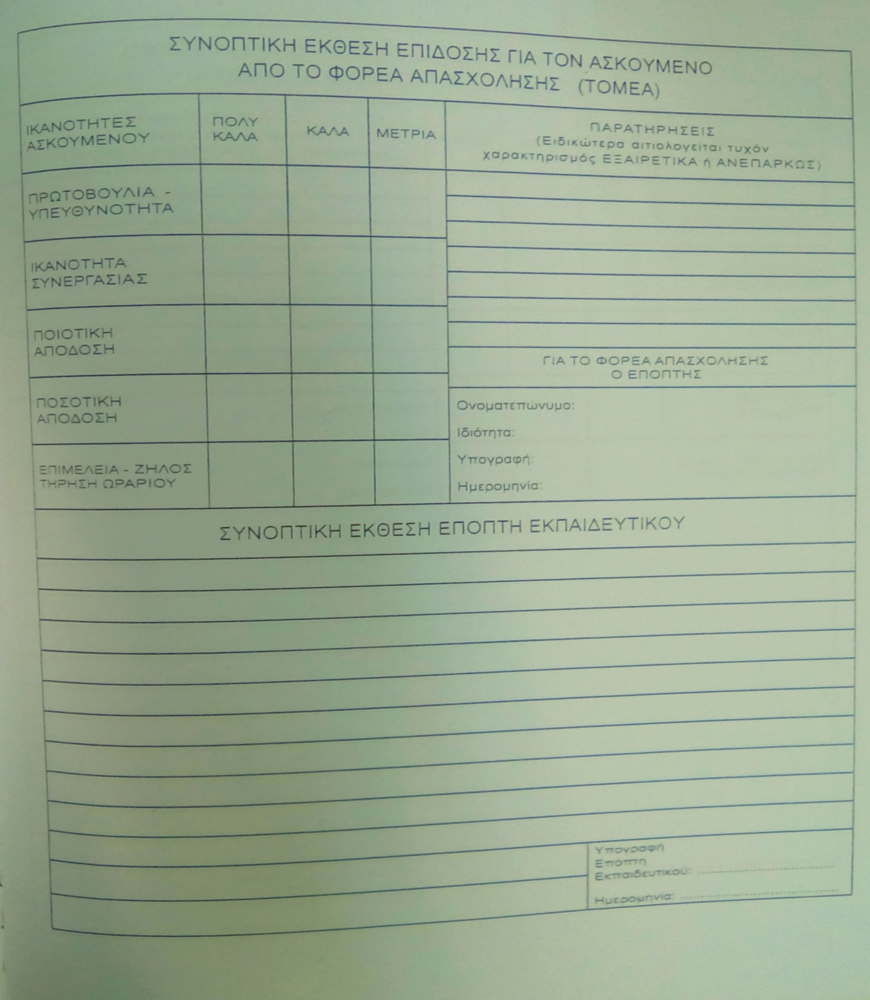 ΣΥΝΟΠΤΙΚΗ ΕΚΘΕΣΗ ΕΠΙΔΟΣΗΣ ΓΙΑ ΤΟΝ ΑΣΚΟΥΜΕΝΟ
ΑΠΟ ΤΟ ΦΟΡΕΑ ΑΠΑΣΧΟΛΗΣΗΣ (ΤΟΜΕΑ)
ΙΚΑΝΟΤΗΤΕΣ
ΑΣΚΟΥΜΕΝΟΥ
ΠΟΛΥ
ΚΑΛΑ
ΚΑΛΑ
ΜΕΤΡΙΑ
ΠΑΡΑΤΗΡΗΣΕΙΣ
(Ειδικώτερα αιτιολογείται τυχόν
χαρακτηρισμός ΕΞΑΙΡΕΤΙΚΑ ή ΑΝΕΠΑΡΚΩΣ)
ΠΡΩΤΟΒΟΥΛΙΑ -
ΥΠΕΥΘΥΝΟΤΗΤΑ
ΙΚΑΝΟΤΗΤΑ
ΣΥΝΕΡΓΑΣΙΑΣ
ΠΟΙΟΤΙΚΗ
ΑΠΟΔΟΣΗ
ΠΟΣΟΤΙΚΗ
ΑΠΟΔΟΣΗ
ΕΠΙΜΕΛΕΙΑ - ΖΗΛΟΣ
ΤΗΡΗΣΗ ΩΡΑΡΙΟΥ
ΓΙΑ ΤΟ ΦΟΡΕΑ ΑΠΑΣΧΟΛΗΣΗΣ
Ο ΕΠΟΠΤΗΣ
Ονοματεπώνυμο:
Ιδιότητα:
Υπογραφή:
Ημερομηνία:
ΣΥΝΟΠΤΙΚΗ ΕΚΘΕΣΗ ΕΠΟΠΤΗ ΕΚΠΑΙΔΕΥΤΙΚΟΥ
Υπογραφή
Επόπτη
Εκπαιδευτικού:
Ημερομηνία: